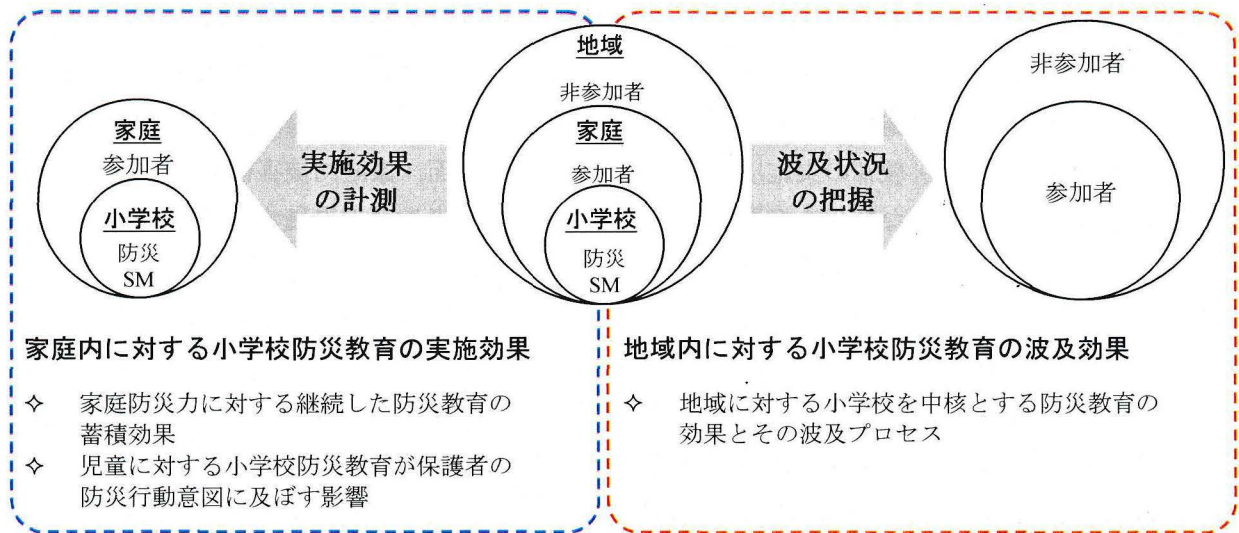 家庭
参加者
小学校
防災
SM
実施効果
の計測
地域
非参加者
家庭
参加者
小学校
防災
SM
波及状況
の把握
非参加者
参加者
家庭内に対する小学校防災教育の実施効果
✧ 家庭防災力に対する継続した防災教育の
蓄積効果
✧ 児童に対する小学校防災教育が保護者の
防災行動意図に及ぼす影響
地域内に対する小学校防災教育の波及効果
✧ 地域に対する小学校を中核とする防災教育の
効果とその波及プロセス